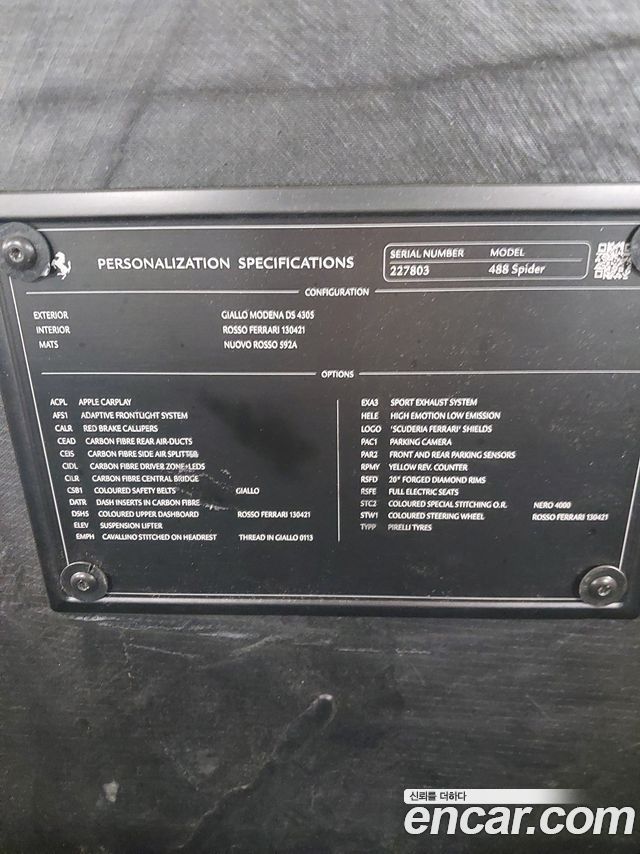 PERSONALIZATION SPECIFICATIONS
SERIAL NUMBER MODEL
227803 488 Spider
CONFIGURATION
EXTERIOR GIALLO MODENA DS 4305
INTERIOR ROSSO FERRARI 130421
MATS NUOVO ROSSO 592A
OPTIONS
ACPL APPLE CARPLAY
AFS1 ADAPTIVE FRONTLIGHT SYSTEM
CALR RED BRAKE CALLIPERS
CEAD CARBON FIBRE REAR AIR-DUCTS
CEIS CARBON FIBRE SIDE AIR SPLITTER
CIDL CARBON FIBRE DRIVER ZONE+LEDS
CILR CARBON FIBRE CENTRAL BRIDGE
CSB1 COLOURED SAFETY BELTS GIALLO
DATR DASH INSERTS IN CARBON FIBRE
DSH5 COLOURED UPPER DASHBOARD ROSSO FERRARI 130421
ELEV SUSPENSION LIFTER
EMPH CAVALLINO STITCHED ON HEADREST THREAD IN GIALLO 0113
EXA3 SPORT EXHAUST SYSTEM
HELE HIGH EMOTION LOW EMISSION
LOGO 'SCUDERIA FERRARI' SHIELDS
PAC1 PARKING CAMERA
PAR2 FRONT AND REAR PARKING SENSORS
RPMY YELLOW REV. COUNTER
RSFD 20" FORGED DIAMOND RIMS
RSFE FULL ELECTRIC SEATS
STC2 COLOURED SPECIAL STITCHING O.R. NERO 4000
STW1 COLOURED STEERING WHEEL ROSSO FERRARI 130421
TYPP PIRELLI TYRES
신뢰를 더하다
encar.com